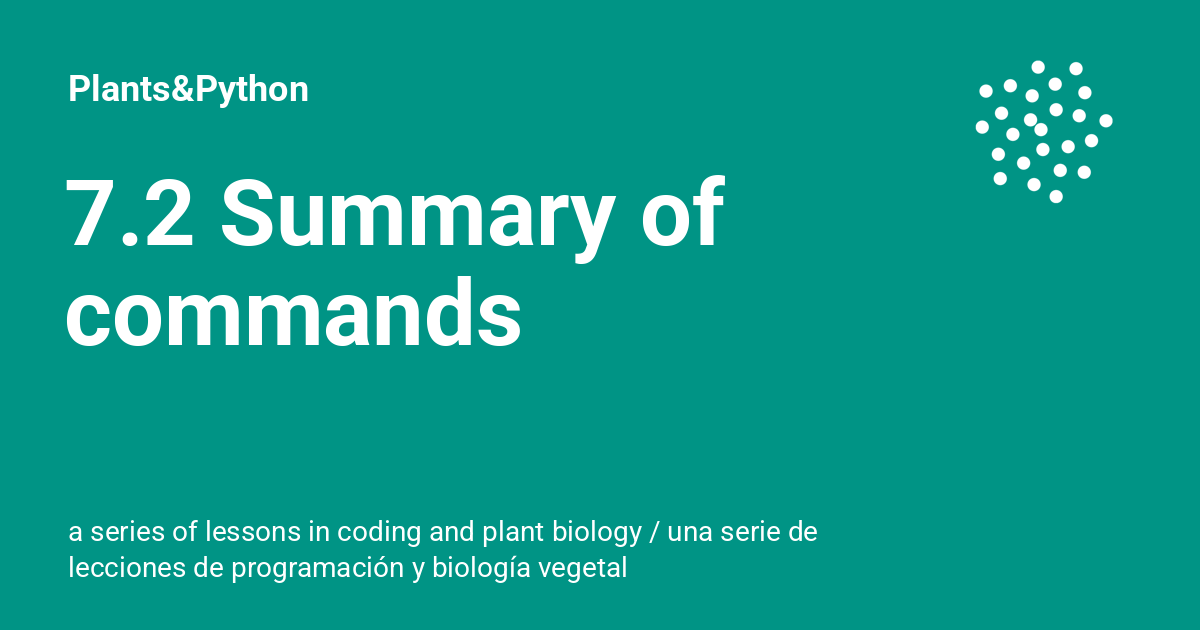 Plants&Python
7.2 Summary of
commands
a series of lessons in coding and plant biology / una serie de
lecciones de programación y biología vegetal